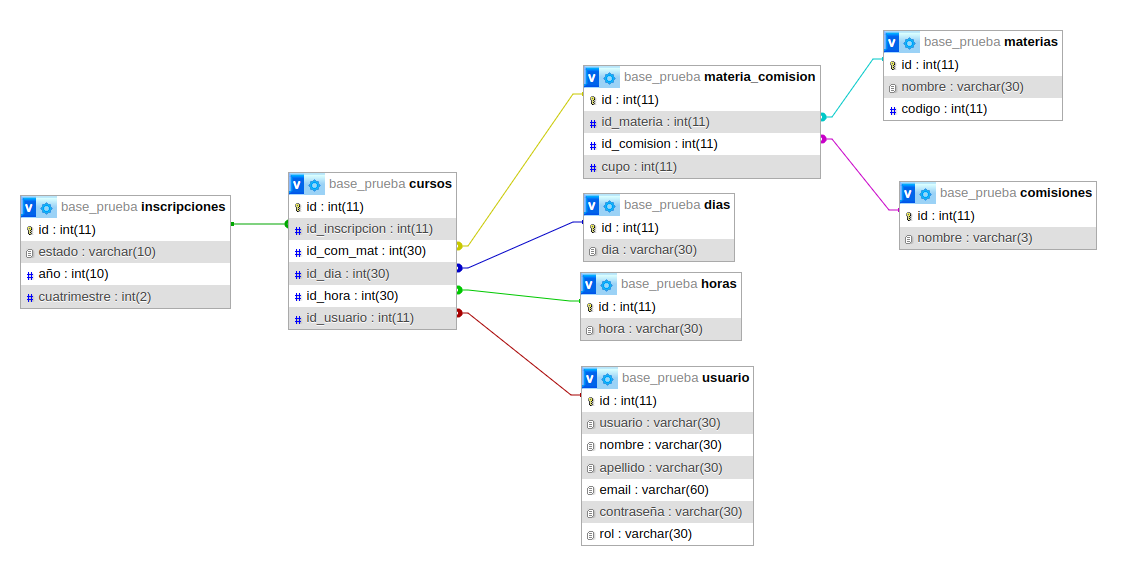 base_prueba inscripciones
id : int(11)
estado : varchar(10)
año : int(10)
cuatrimestre : int(2)
base_prueba cursos
id : int(11)
id_inscripcion : int(11)
id_com_mat : int(30)
id_dia : int(30)
id_hora : int(30)
id_usuario : int(11)
base_prueba materia_comision
id : int(11)
id_materia : int(11)
id_comision : int(11)
cupo : int(11)
base_prueba dias
id : int(11)
dia : varchar(30)
base_prueba horas
id : int(11)
hora : varchar(30)
base_prueba usuario
id : int(11)
usuario : varchar(30)
nombre : varchar(30)
apellido : varchar(30)
email : varchar(60)
contraseña : varchar(30)
rol : varchar(30)
base_prueba materias
id : int(11)
nombre : varchar(30)
codigo : int(11)
base_prueba comisiones
id : int(11)
nombre : varchar(3)